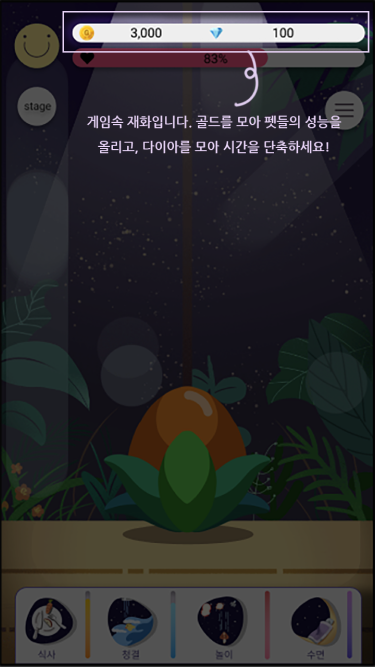 3,000 100
83%
stage
게임속 재화입니다. 골드를 모아 펫들의 성능을
올리고, 다이아를 모아 시간을 단축하세요!
식사 청결 놀이 수면